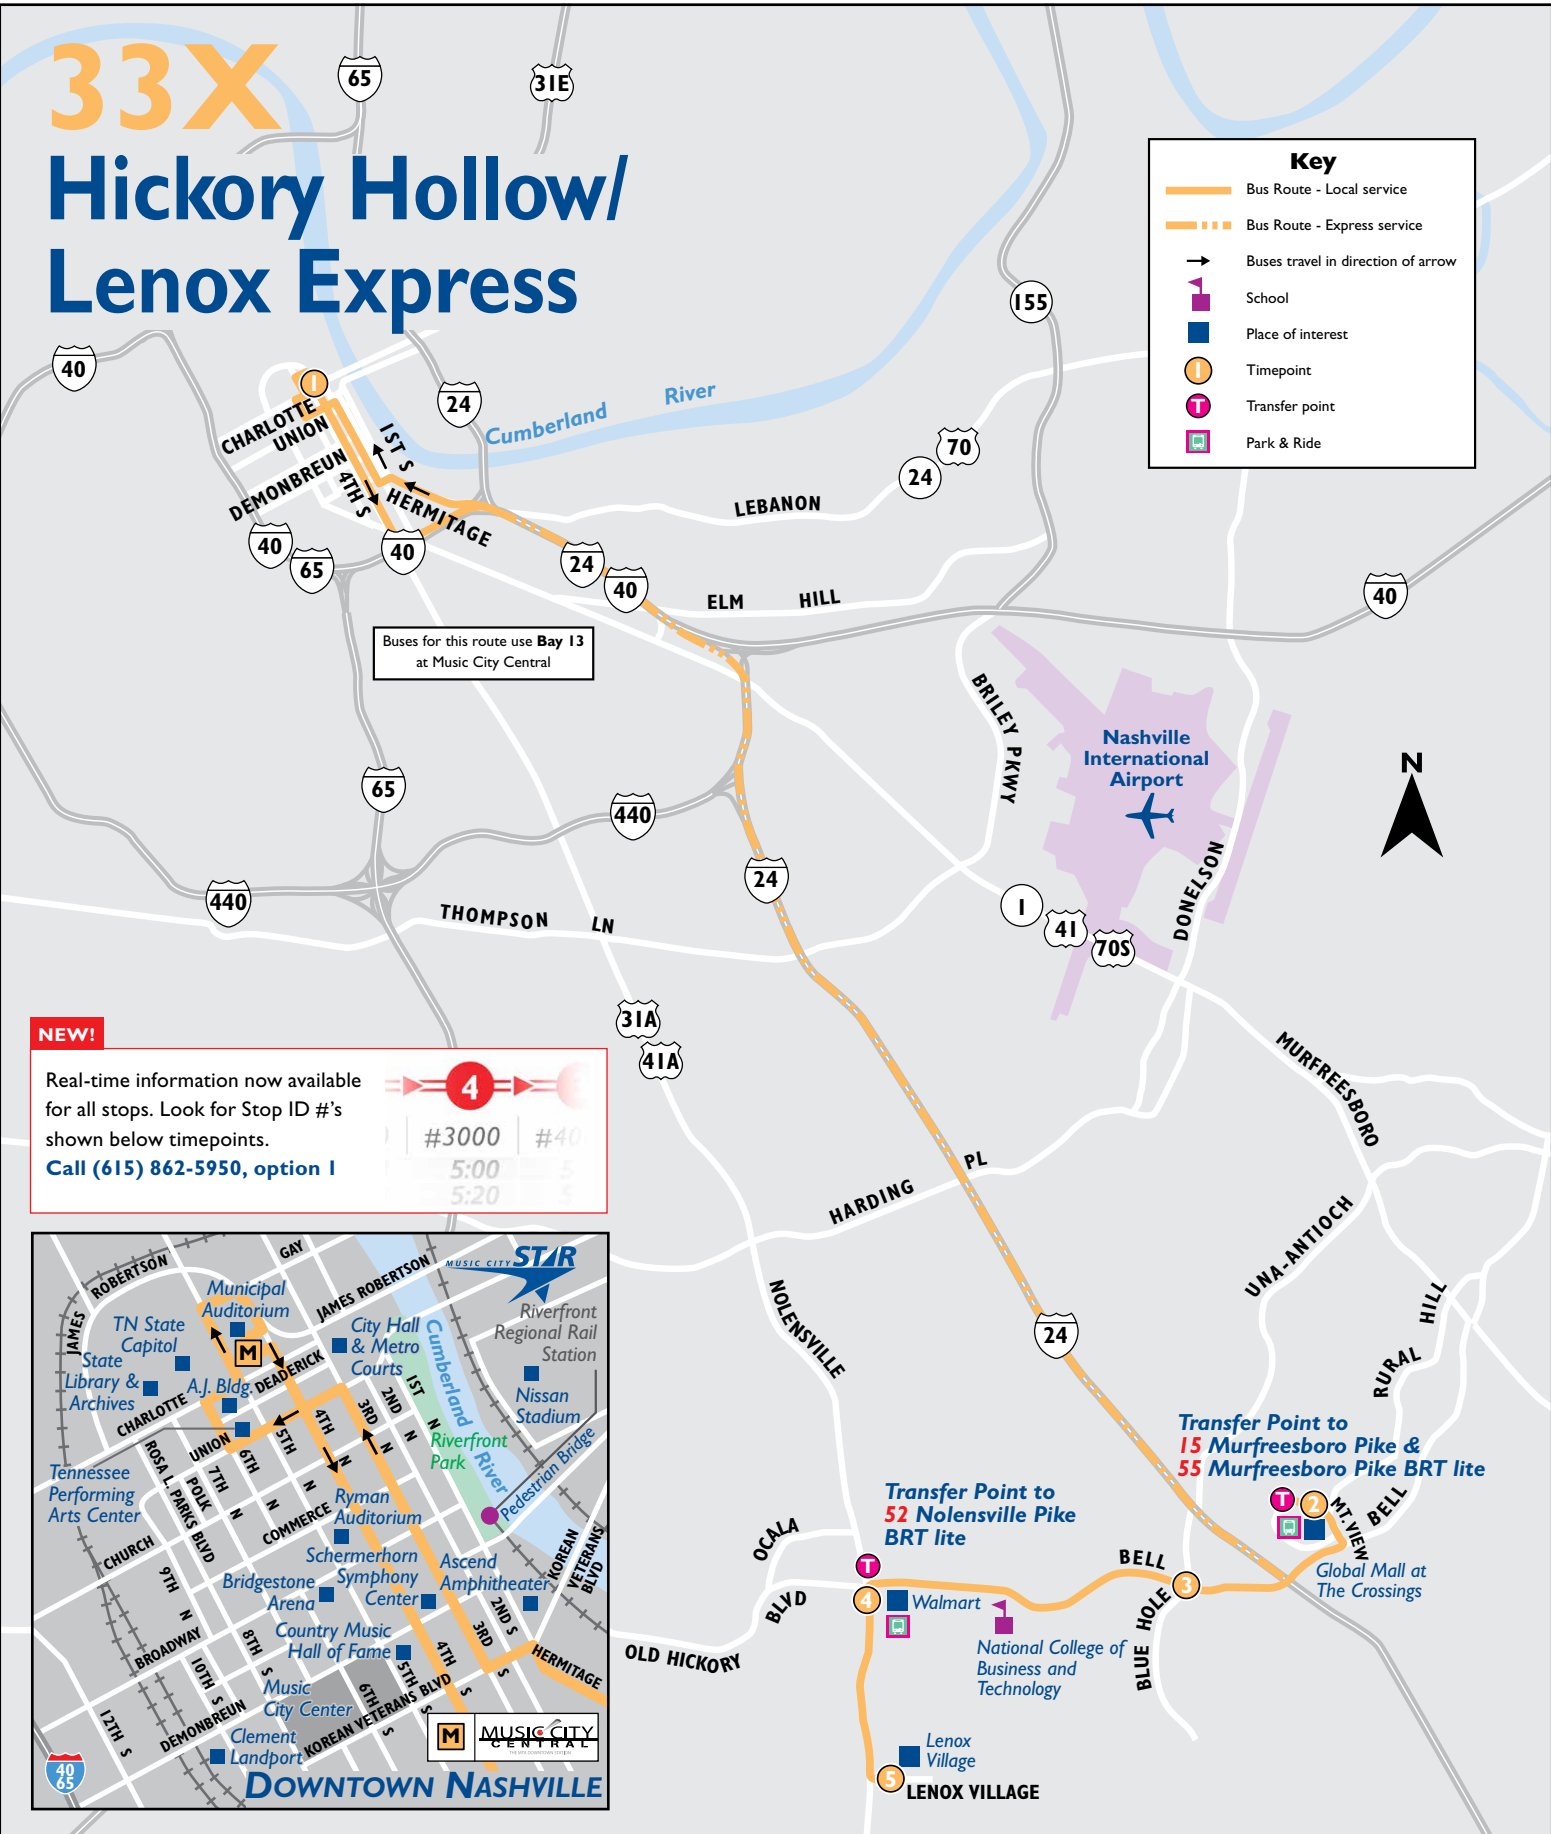 33X
Hickory Hollow/
Lenox Express
65
31E
Key
Bus Route - Local service
Bus Route - Express service
Buses travel in direction of arrow
School
Place of interest
1
Timepoint
T
Transfer point
Park & Ride
155
40
1
24
Cumberland River
CHARLOTTE
UNION
DEMONBREUN
1ST S
4TH S
HERMITAGE
70
24
LEBANON
40
65
40
24
40
ELM HILL
40
Buses for this route use Bay 13
at Music City Central
BRILEY PKWY
Nashville
International
Airport
N
65
440
24
440
THOMPSON LN
DONELSON
1
41
70S
31A
41A
MURFREESBORO
NEW!
Real-time information now available
for all stops. Look for Stop ID #'s
shown below timepoints.
Call (615) 862-5950, option 1
4
#3000
#40
5:00
5:20
HARDING PL
UNA-ANTIOCH
NOLENSVILLE
24
RURAL HILL
Transfer Point to
15 Murfreesboro Pike &
55 Murfreesboro Pike BRT lite
T
2
MT. VIEW
BELL
Global Mall at
The Crossings
Transfer Point to
52 Nolensville Pike
BRT lite
OCALA
T
BELL
3
4
Walmart
BLVD
OLD HICKORY
BLUE HOLE
National College of
Business and
Technology
Lenox
Village
5
LENOX VILLAGE
GAY
JAMES ROBERTSON
JAMES ROBERTSON
MUSIC CITY STAR
Riverfront
Regional Rail
Station
Municipal
Auditorium
TN State
Capitol
M
City Hall
& Metro
Courts
State
Library &
Archives
A.J. Bldg.
DEADERICK
CHARLOTTE
Cumberland River
Nissan
Stadium
1ST N
2ND N
3RD N
4TH N
5TH N
6TH N
7TH N
UNION
POLK
ROSA L. PARKS BLVD
Riverfront
Park
Pedestrian Bridge
Tennessee
Performing
Arts Center
COMMERCE
Ryman
Auditorium
CHURCH
Schermerhorn
Symphony
Center
Ascend
Amphitheater
KOREAN
VETERANS
BLVD
9TH N
Bridgestone
Arena
BROADWAY
8TH S
Country Music
Hall of Fame
2ND S
3RD S
4TH S
5TH S
6TH S
HERMITAGE
10TH S
Music
City Center
KOREAN VETERANS BLVD
12TH S
DEMONBREUN
Clement
Landport
M
MUSIC CITY
CENTRAL
40
65
DOWNTOWN NASHVILLE